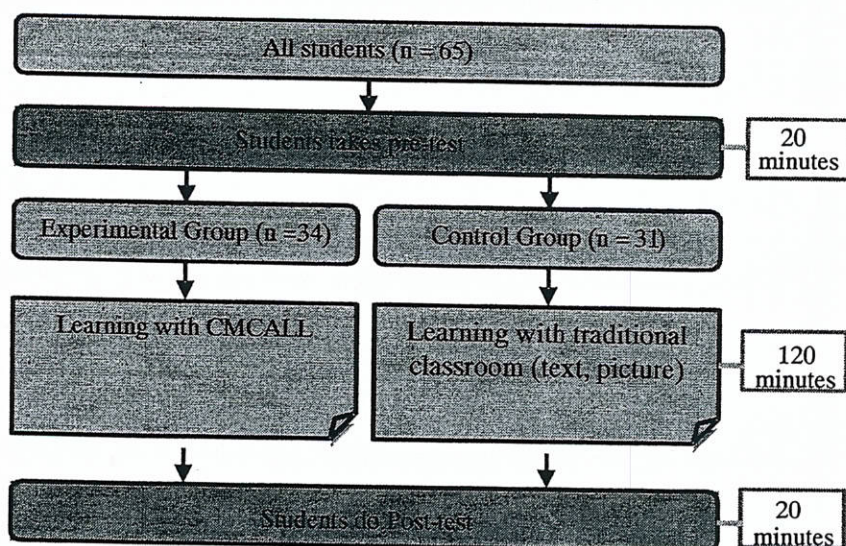 All students (n = 65)
Students takes pre-test
20
minutes
Experimental Group (n =34)
Control Group (n = 31)
Learning with CMCALL
Learning with traditional
classroom (text, picture)
120
minutes
Students do Post-test
20
minutes